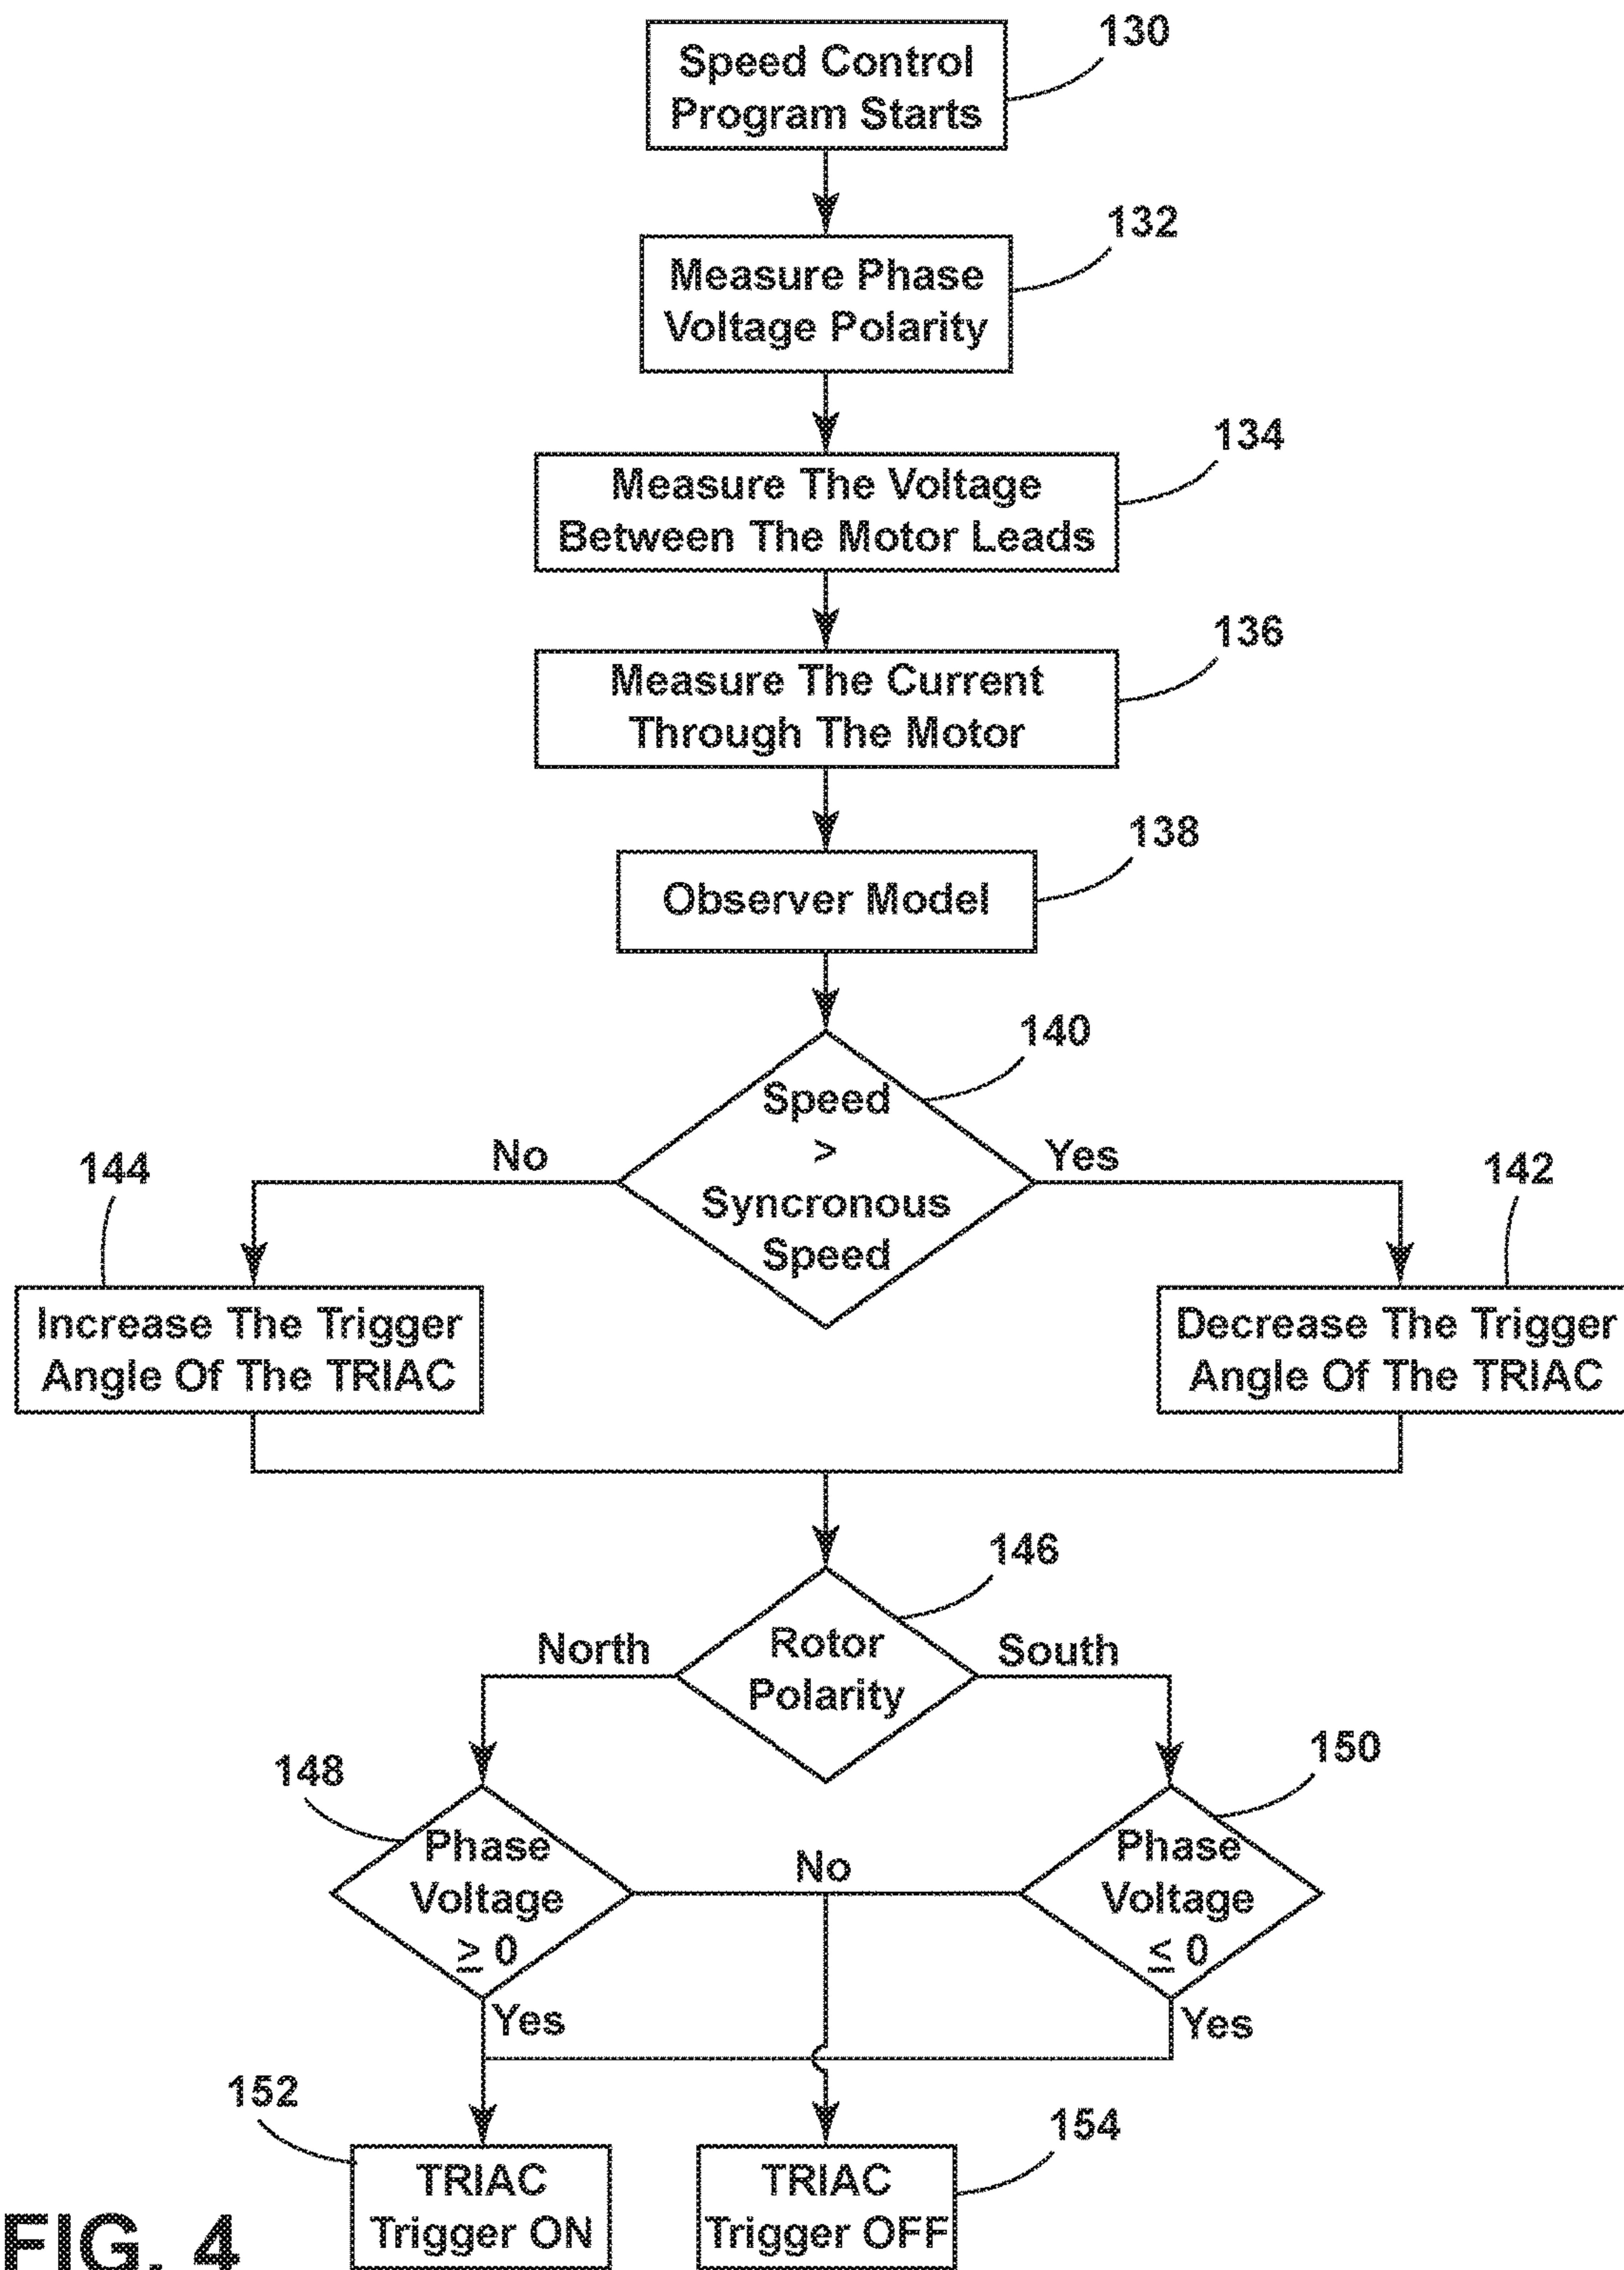 130
Speed Control
Program Starts
132
Measure Phase
Voltage Polarity
134
Measure The Voltage
Between The Motor Leads
136
Measure The Current
Through The Motor
138
Observer Model
140
Speed
>
Syncronous
Speed
No
Yes
144
142
Increase The Trigger
Angle Of The TRIAC
Decrease The Trigger
Angle Of The TRIAC
146
Rotor
Polarity
North
South
148
150
Phase
Voltage
≥ 0
No
Phase
Voltage
≤ 0
Yes
Yes
152
154
TRIAC
Trigger ON
TRIAC
Trigger OFF
FIG. 4